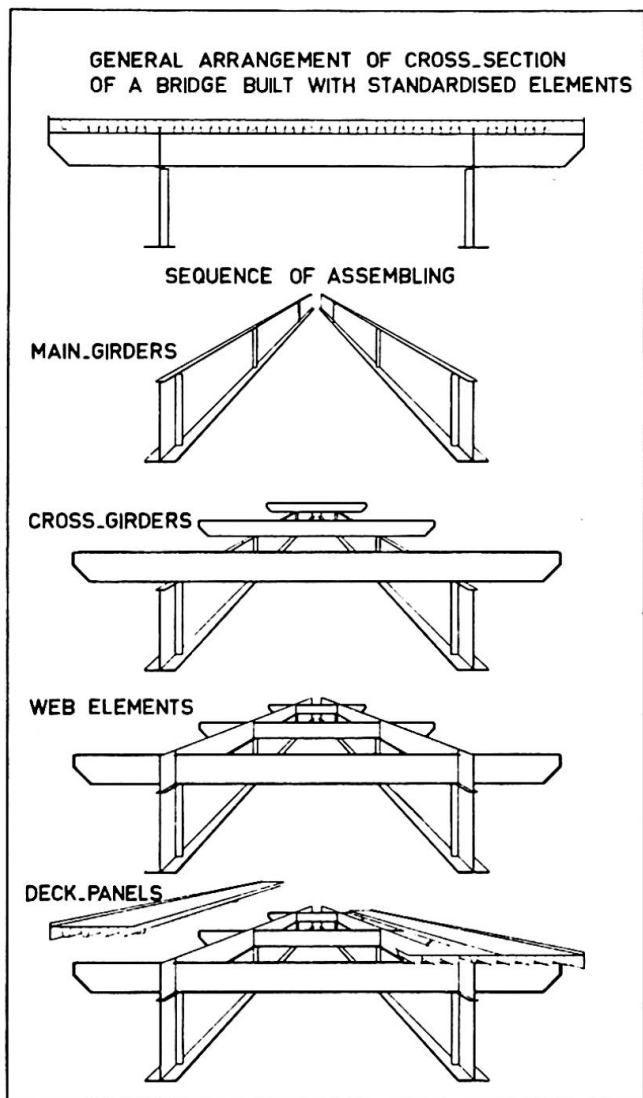 GENERAL ARRANGEMENT OF CROSS_SECTION
OF A BRIDGE BUILT WITH STANDARDISED ELEMENTS
SEQUENCE OF ASSEMBLING
MAIN_GIRDERS
CROSS_GIRDERS
WEB ELEMENTS
DECK_PANELS